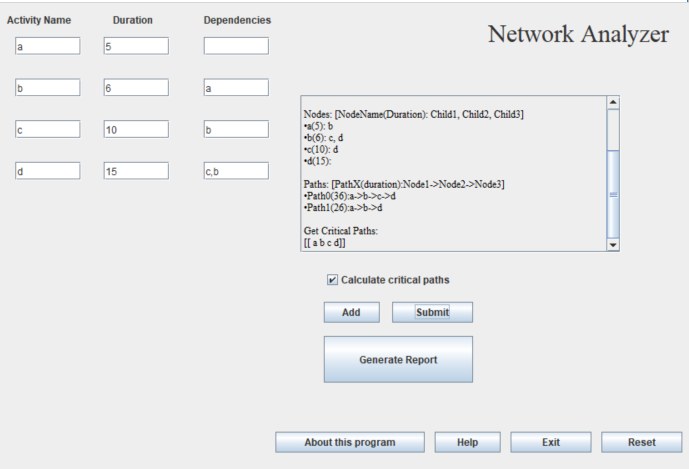 Activity Name Duration Dependencies
Network Analyzer
a 5
b 6 a
c 10 b
d 15 c,b
Nodes: [NodeName(Duration): Child1, Child2, Child3]
•a(5): b
•b(6): c, d
•c(10): d
•d(15):
Paths: [PathX(duration):Node1->Node2->Node3]
•Path0(36):a->b->c->d
•Path1(26):a->b->d
Get Critical Paths:
[[ a b c d]]
Calculate critical paths
Add Submit
Generate Report
About this program Help Exit Reset